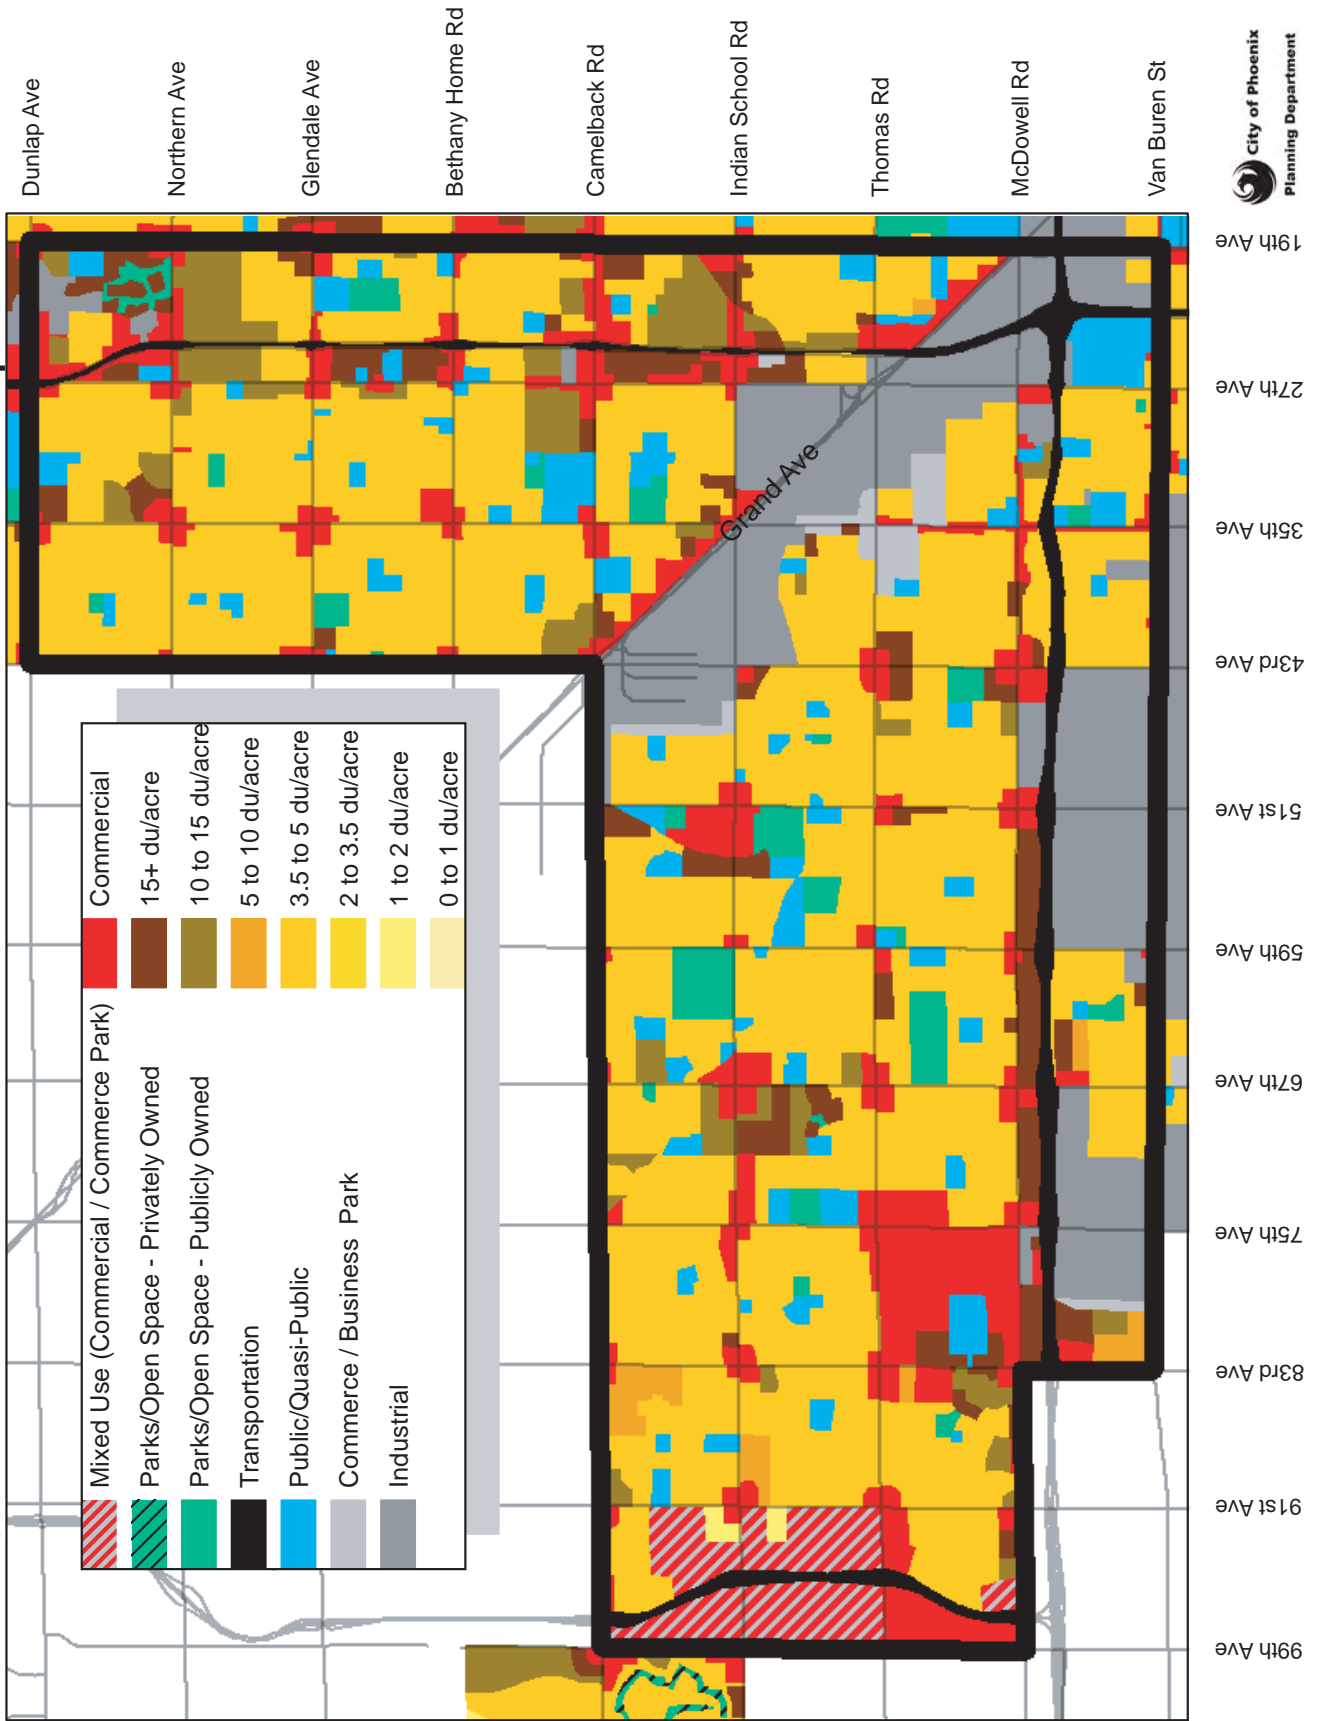 Dunlap Ave
Northern Ave
Glendale Ave
Bethany Home Rd
Camelback Rd
Indian School Rd
Thomas Rd
McDowell Rd
Van Buren St
City of Phoenix
Planning Department
19th Ave
27th Ave
35th Ave
43rd Ave
51st Ave
59th Ave
67th Ave
75th Ave
83rd Ave
91st Ave
99th Ave
Grand Ave
Mixed Use (Commercial / Commerce Park)
Parks/Open Space - Privately Owned
Parks/Open Space - Publicly Owned
Transportation
Public/Quasi-Public
Commerce / Business Park
Industrial
Commercial
15+ du/acre
10 to 15 du/acre
5 to 10 du/acre
3.5 to 5 du/acre
2 to 3.5 du/acre
1 to 2 du/acre
0 to 1 du/acre